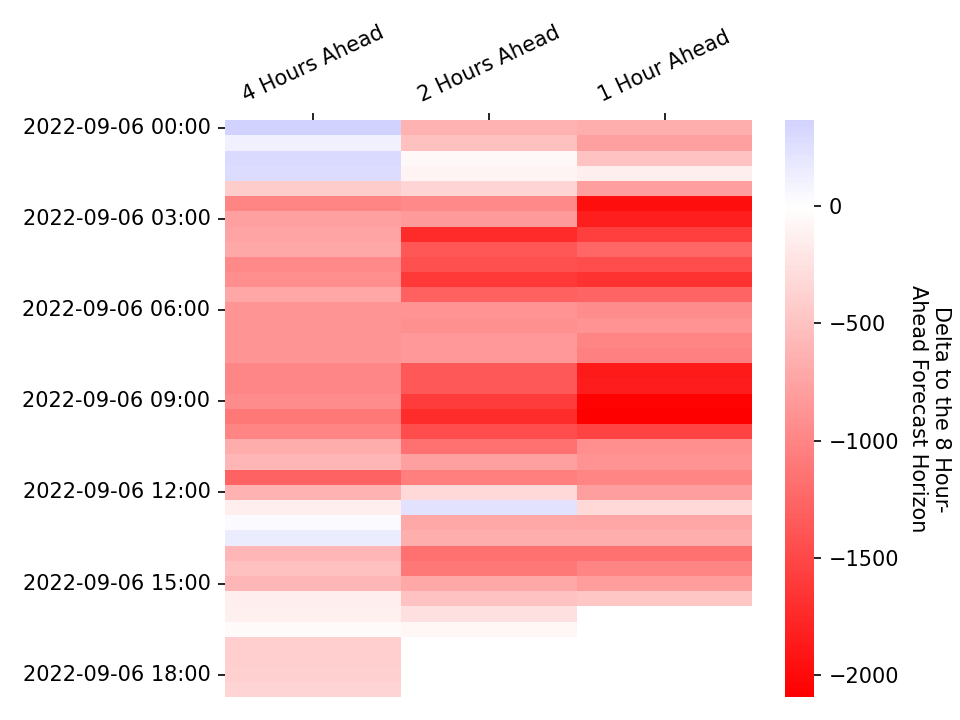 4 Hours Ahead
2 Hours Ahead
1 Hour Ahead
2022-09-06 00:00
2022-09-06 03:00
2022-09-06 06:00
2022-09-06 09:00
2022-09-06 12:00
2022-09-06 15:00
2022-09-06 18:00
0
−500
−1000
−1500
−2000
Delta to the 8 Hour-
Ahead Forecast Horizon